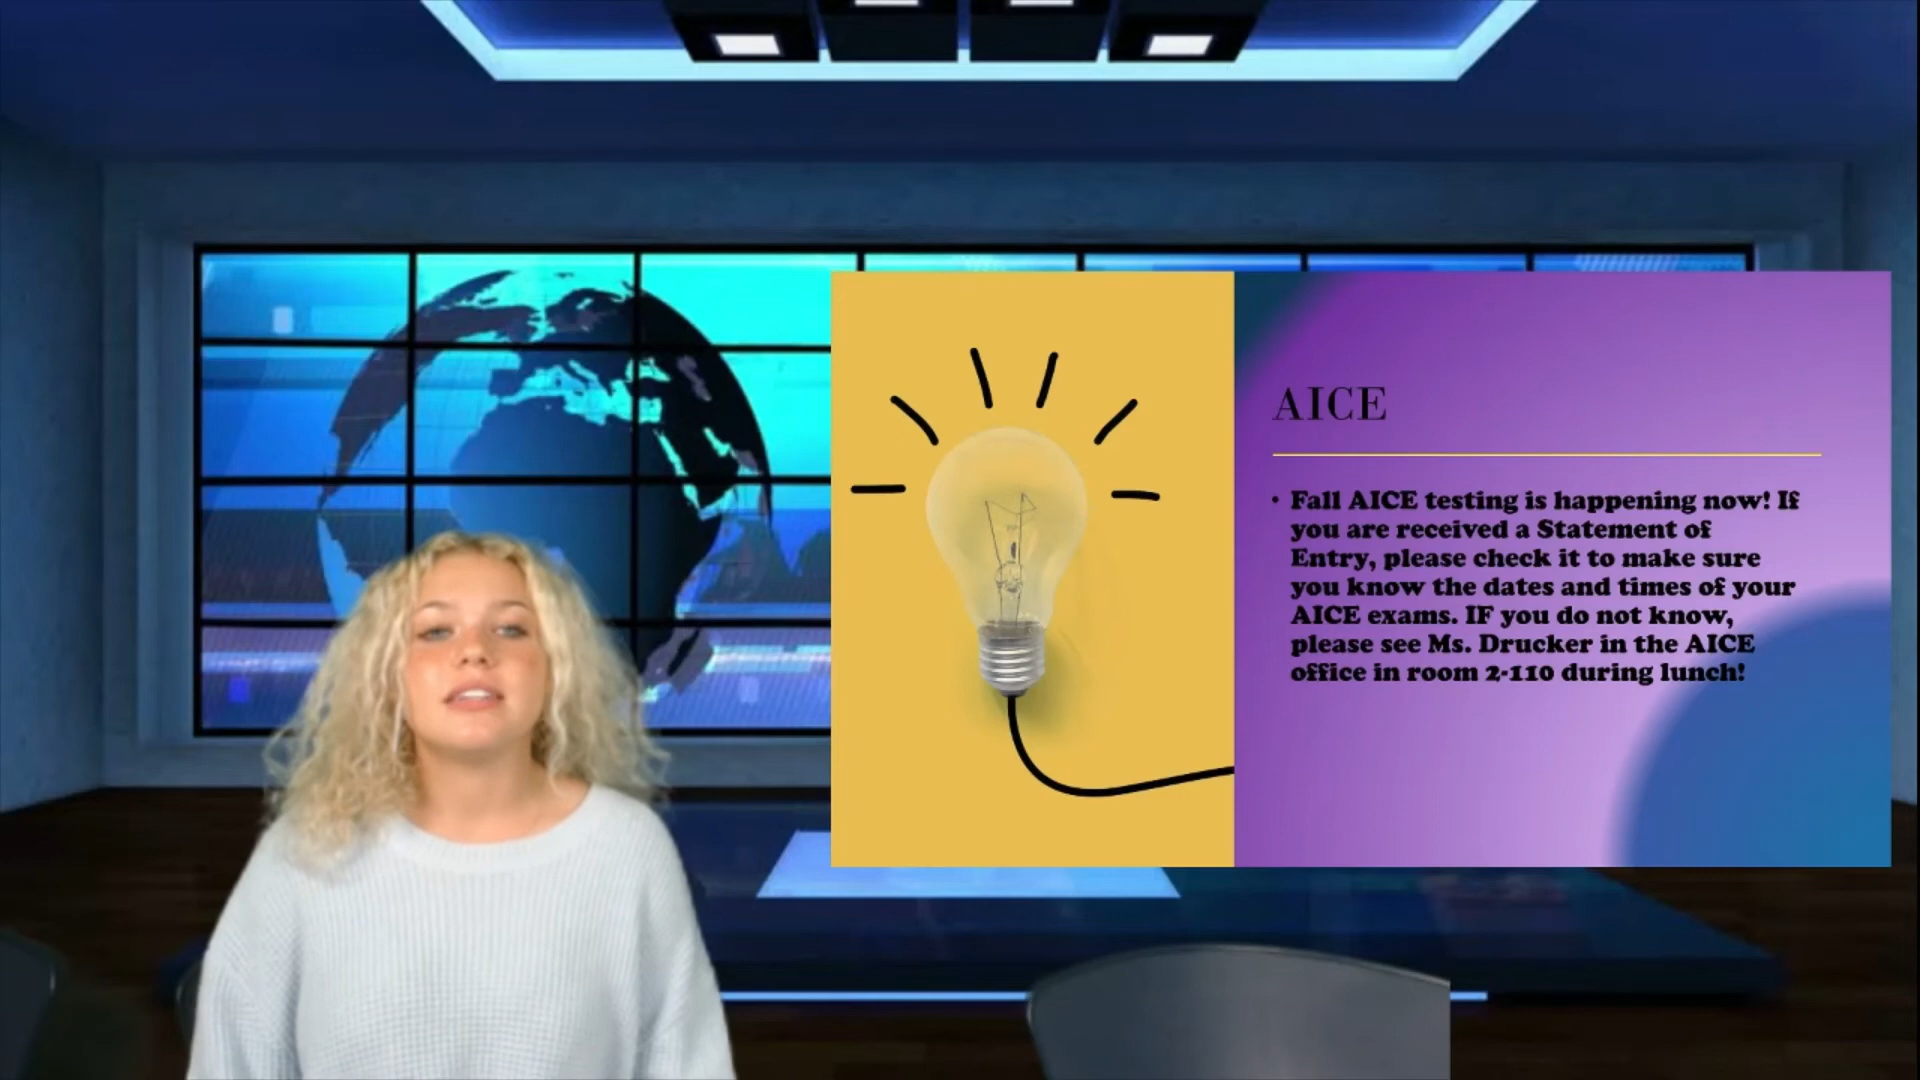 AICE
• Fall AICE testing is happening now! If
you are received a Statement of
Entry, please check it to make sure
you know the dates and times of your
AICE exams. IF you do not know,
please see Ms. Drucker in the AICE
office in room 2-110 during lunch!